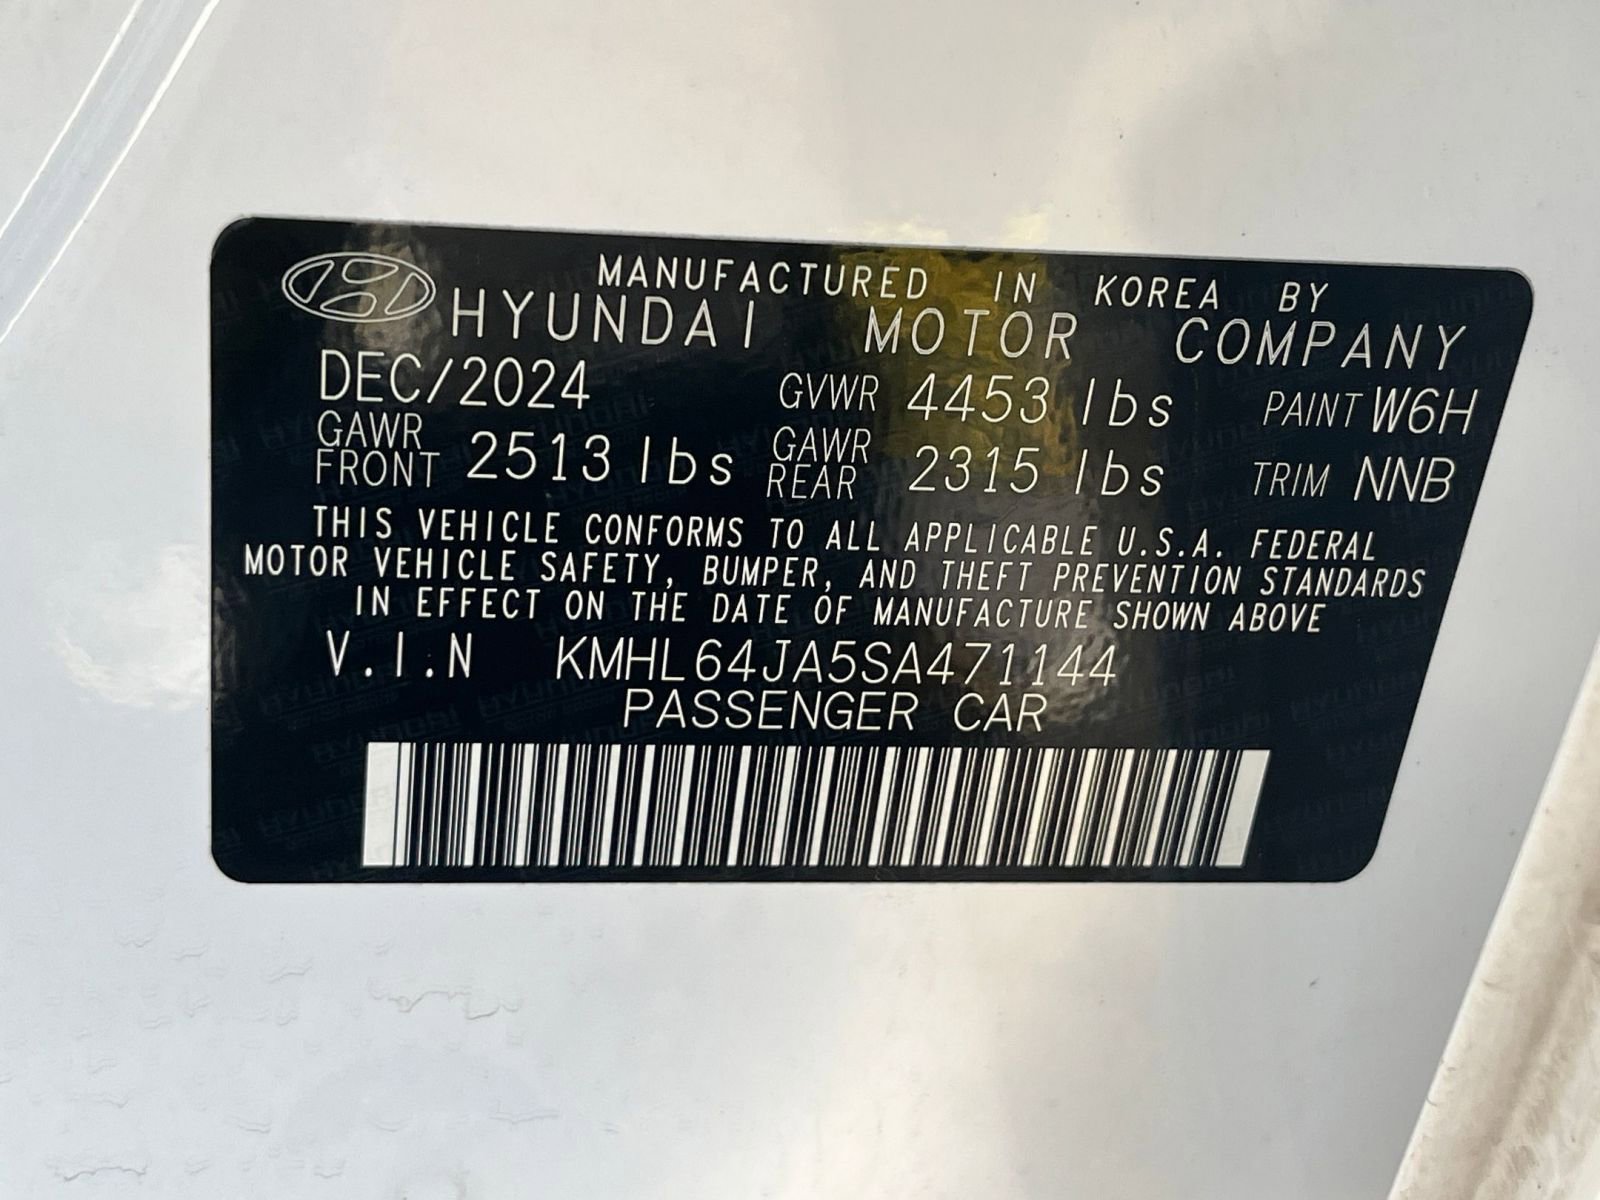 MANUFACTURED IN KOREA BY
HYUNDAI MOTOR COMPANY
DEC/2024 GVWR 4453 lbs PAINT W6H
GAWR FRONT 2513 lbs GAWR REAR 2315 lbs TRIM NNB
THIS VEHICLE CONFORMS TO ALL APPLICABLE U.S.A. FEDERAL
MOTOR VEHICLE SAFETY, BUMPER, AND THEFT PREVENTION STANDARDS
IN EFFECT ON THE DATE OF MANUFACTURE SHOWN ABOVE
V.I.N KMHL64JA5SA471144
PASSENGER CAR